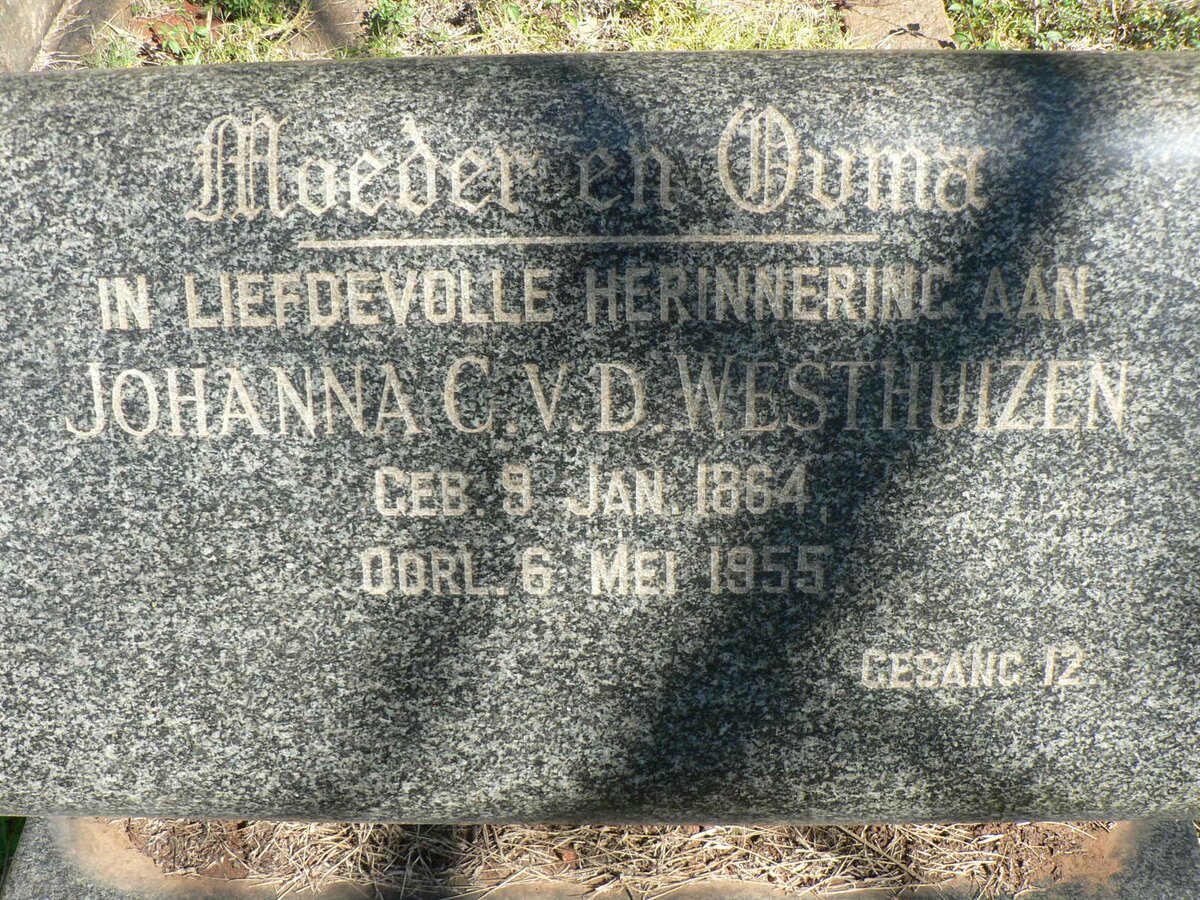 Moeder en Ouma
IN LIEFDEVOLLE HERINNERING AAN
JOHANNA C.V.D.WESTHUIZEN
GEB. 9 JAN. 1864,
OORL. 6 MEI 1955.
GESANG 12.